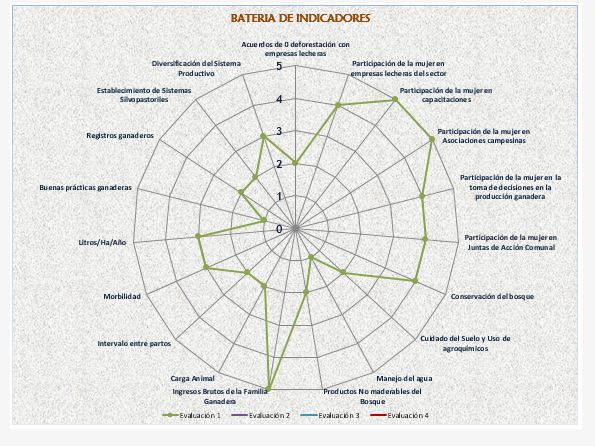 BATERIA DE INDICADORES
Acuerdos de 0 deforestación con
empresas lecheras
Participación de la mujer en
empresas lecheras del sector
Participación de la mujer en
capacitaciones
Participación de la mujer en
Asociaciones campesinas
Participación de la mujer en la
toma de decisiones en la
producción ganadera
Participación de la mujer en
Juntas de Acción Comunal
Conservación del bosque
Cuidado del Suelo y Uso de
agroquímicos
Manejo del agua
Productos No maderables del
Bosque
Ingresos Brutos de la Familia
Ganadera
Carga Animal
Intervalo entre partos
Morbilidad
Litros/Ha/Año
Buenas prácticas ganaderas
Registros ganaderos
Establecimiento de Sistemas
Silvopastoriles
Diversificación del Sistema
Productivo
5
4
3
2
1
0
Evaluación 1 Evaluación 2 Evaluación 3 Evaluación 4